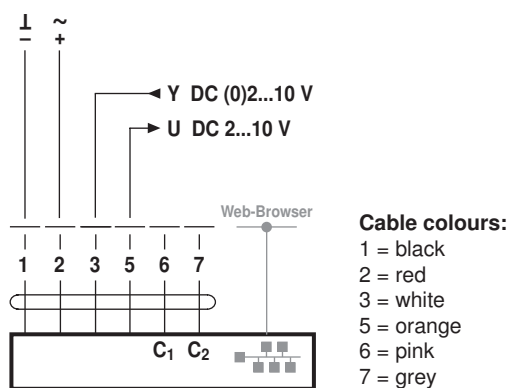 ⊥ ~
– +
Y DC (0)2...10 V
U DC 2...10 V
Web-Browser
1 2 3 5 6 7
C₁ C₂
Cable colours:
1 = black
2 = red
3 = white
5 = orange
6 = pink
7 = grey